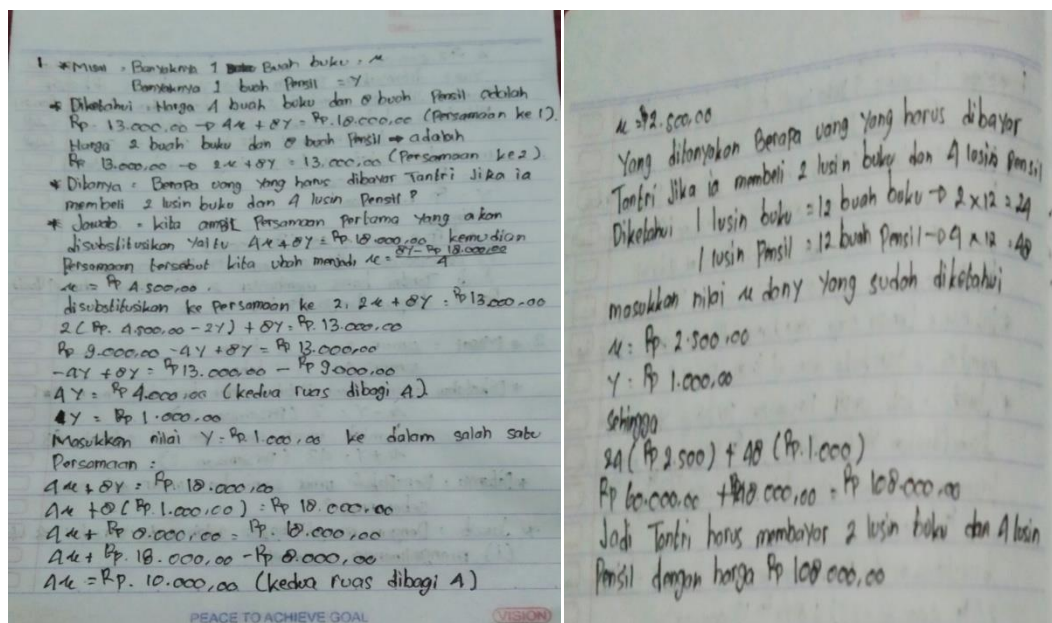 1 * Misal : Banyaknya 1 Buah buku : x
Banyaknya 1 buah Pensil = Y
* Diketahui : Harga 4 buah buku dan 8 buah Pensil adalah
Rp. 13.000,00 → 4x + 8Y = Rp. 18.000,00 (Persamaan ke 1).
Harga 2 buah buku dan 8 buah Pensil → adalah
Rp 13.000,00 → 2x + 8Y = 13.000,00 (Persamaan ke 2)
* Ditanya : Berapa uang yang harus dibayar Tantri Jika ia
membeli 2 lusin buku dan 4 lusin Pensil ?
* Jawab : kita ambil Persamaan Pertama yang akan
disubstitusikan yaitu 4x + 8Y = Rp 18.000,00 kemudian
Persamaan tersebut kita ubah menjadi x = 8Y - Rp 18.000,00 / 4
x = Rp 4.500,00.
disubstitusikan ke Persamaan ke 2, 2x + 8Y = Rp 13.000,00
2 (Rp. 4.500,00 - 2Y) + 8Y = Rp. 13.000,00
Rp 9.000,00 - 4Y + 8Y = Rp 13.000,00
-4Y + 8Y = Rp 13.000,00 - Rp 9.000,00
4Y = Rp 4.000,00 (kedua ruas dibagi 4)
4Y = Rp 1.000,00
Masukkan nilai Y = Rp. 1.000,00 ke dalam salah satu
Persamaan :
4x + 8Y = Rp. 18.000,00
4x + 8 (Rp 1.000,00) = Rp 18.000,00
4x + Rp 8.000,00 = Rp. 18.000,00
4x + Rp. 18.000,00 - Rp 8.000,00
4x = Rp. 10.000,00 (kedua ruas dibagi 4)
PEACE TO ACHIEVE GOAL
VISION
x = 2.500,00
Yang ditanyakan Berapa uang yang harus dibayar
Tantri Jika ia membeli 2 lusin buku dan 4 lusin Pensil
Diketahui 1 lusin buku = 12 buah buku → 2 x 12 = 24
1 lusin Pensil : 12 buah Pensil → 4 x 12 = 48
masukkan nilai x dan y yang sudah diketahui
x : Rp. 2.500,00
Y : Rp 1.000,00
sehingga
24 (Rp 2.500) + 48 (Rp. 1.000)
Rp 60.000,00 + Rp 48.000,00 = Rp 108.000,00
Jadi Tantri harus membayar 2 lusin buku dan 4 lusin
Pensil dengan harga Rp 108.000,00